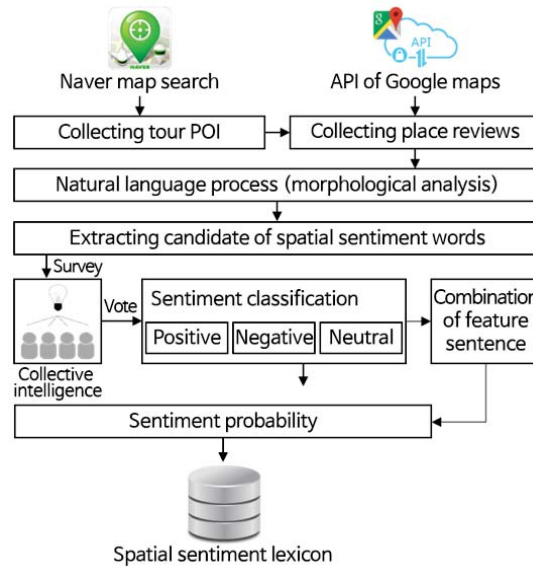 NAVER
API
Naver map search
API of Google maps
Collecting tour POI
Collecting place reviews
Natural language process (morphological analysis)
Extracting candidate of spatial sentiment words
Survey
Vote
Sentiment classification
Positive
Negative
Neutral
Combination
of feature
sentence
Collective
intelligence
Sentiment probability
Spatial sentiment lexicon